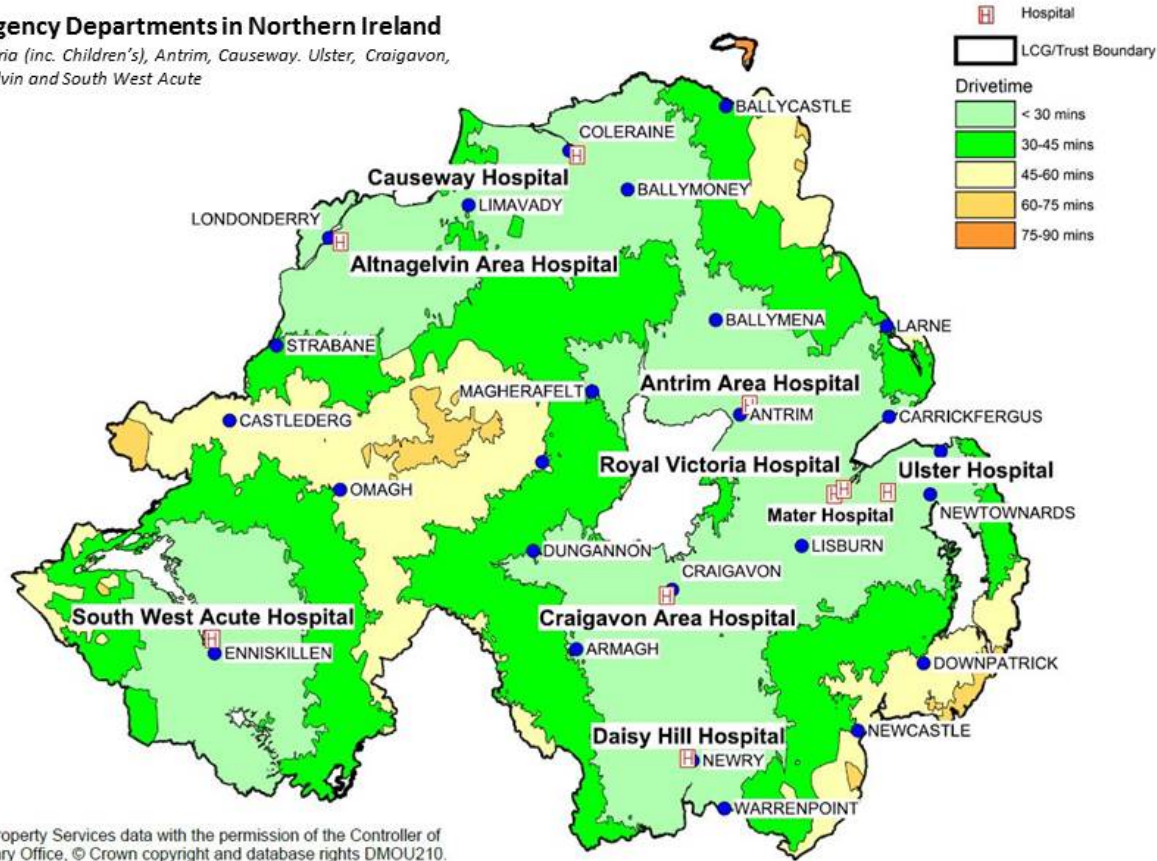 gency Departments in Northern Ireland
ria (inc. Children's), Antrim, Causeway. Ulster, Craigavon,
lvin and South West Acute
Hospital
LCG/Trust Boundary
Drivetime
< 30 mins
30-45 mins
45-60 mins
60-75 mins
75-90 mins
BALLYCASTLE
COLERAINE
H
Causeway Hospital
BALLYMONEY
LIMAVADY
LONDONDERRY
H
Altnagelvin Area Hospital
BALLYMENA
LARNE
STRABANE
MAGHERAFELT
Antrim Area Hospital
H
ANTRIM
CARRICKFERGUS
CASTLEDERG
Royal Victoria Hospital
Ulster Hospital
OMAGH
H
H
H
Mater Hospital
NEWTOWNARDS
DUNGANNON
LISBURN
CRAIGAVON
H
South West Acute Hospital
Craigavon Area Hospital
H
ENNISKILLEN
ARMAGH
DOWNPATRICK
Daisy Hill Hospital
NEWCASTLE
H
NEWRY
WARRENPOINT
roperty Services data with the permission of the Controller of
ary Office, © Crown copyright and database rights DMOU210.